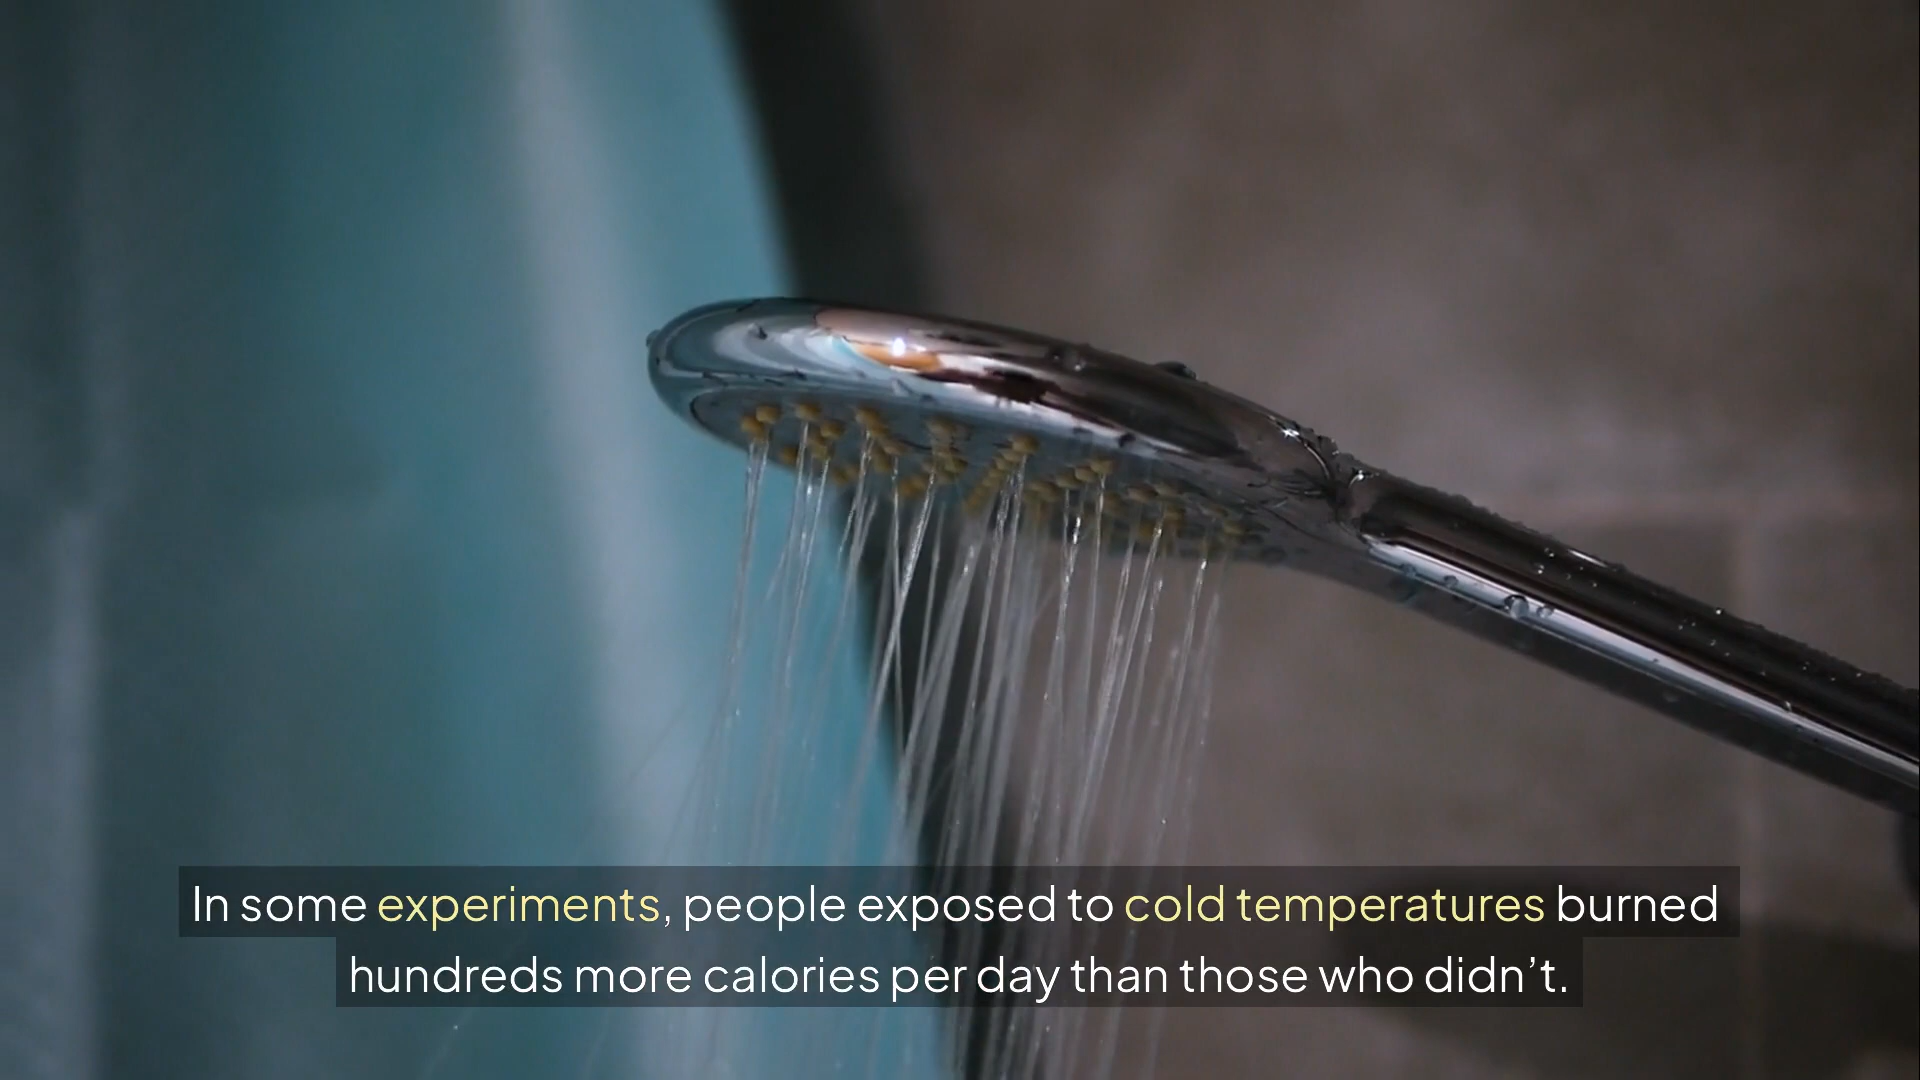 In some experiments, people exposed to cold temperatures burned
hundreds more calories per day than those who didn’t.